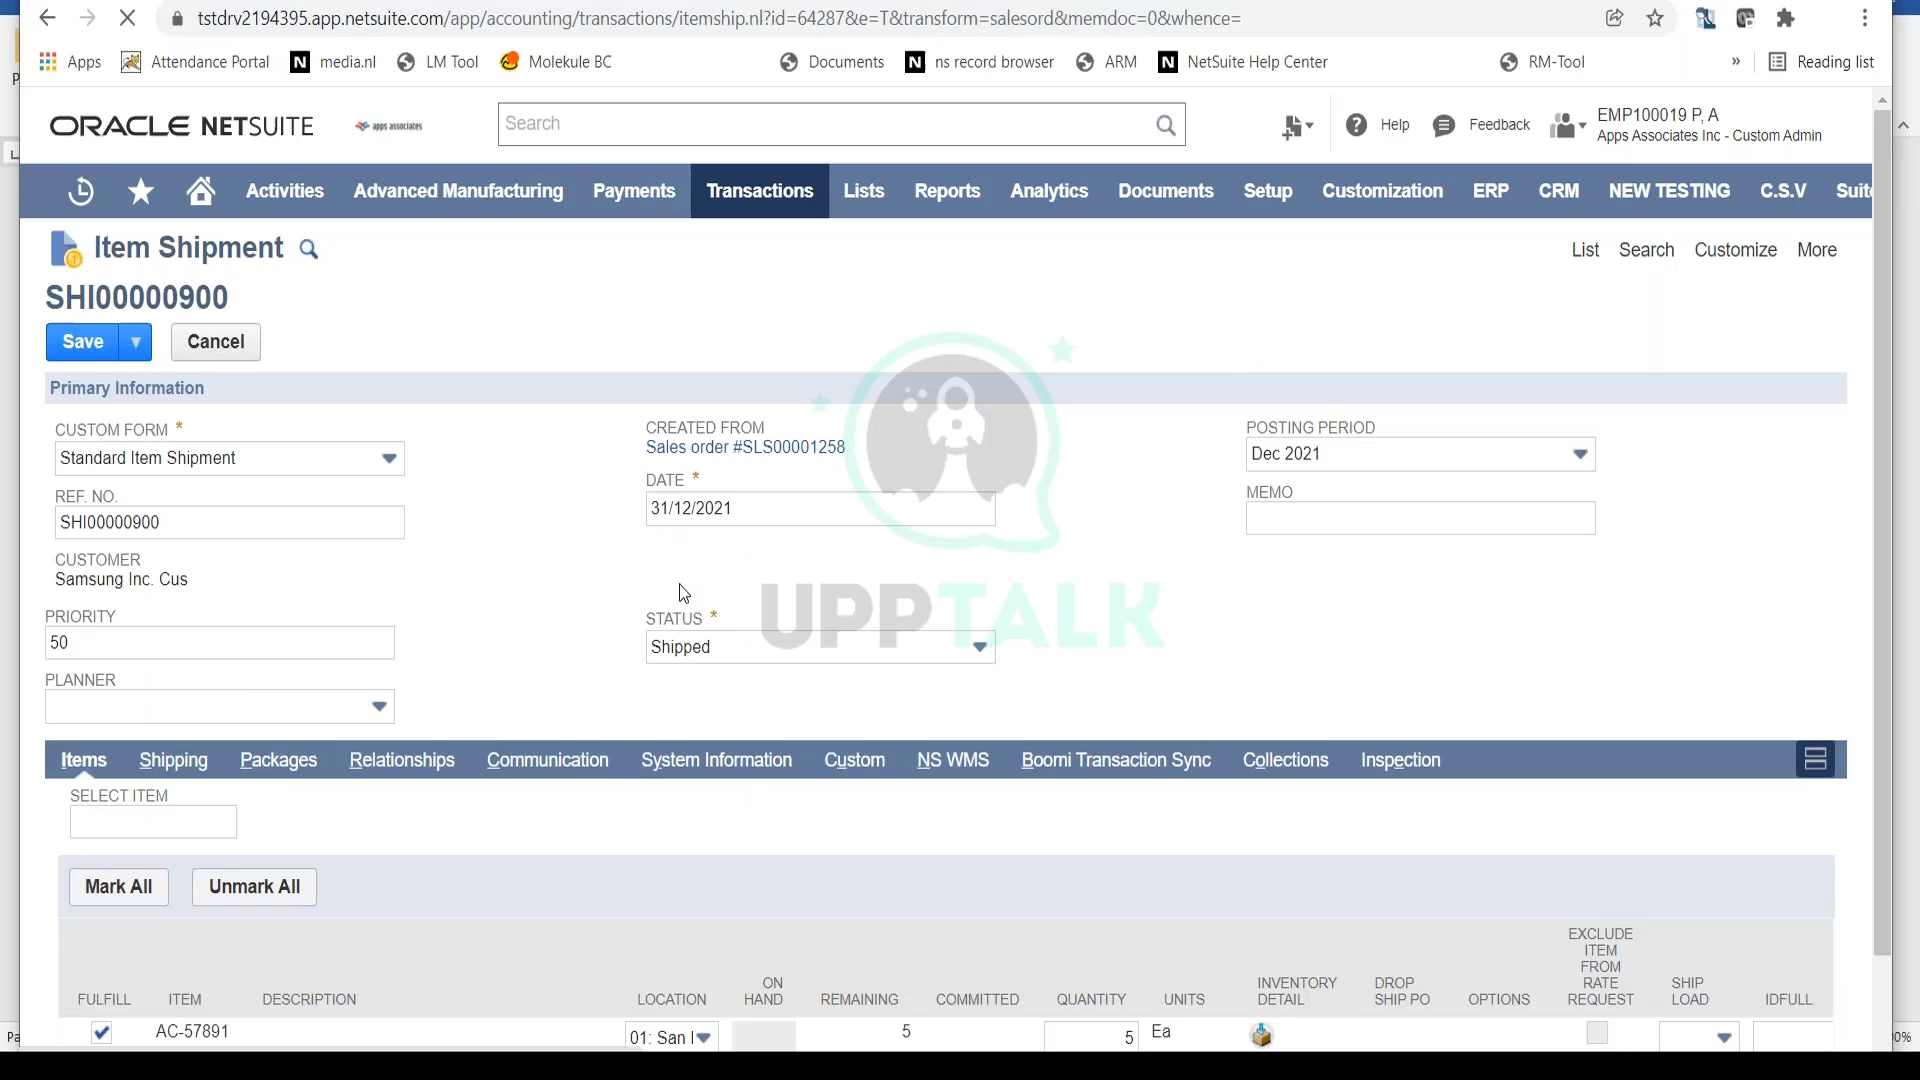 tstdrv2194395.app.netsuite.com/app/accounting/transactions/itemship.nl?id=64287&e=T&transform=salesord&memdoc=0&whence=
Apps Attendance Portal media.nl LM Tool Molekule BC Documents ns record browser ARM NetSuite Help Center RM-Tool » Reading list
ORACLE NETSUITE apps associates Search Help Feedback EMP100019 P, A
Apps Associates Inc - Custom Admin
Activities Advanced Manufacturing Payments Transactions Lists Reports Analytics Documents Setup Customization ERP CRM NEW TESTING C.S.V Suite
Item Shipment List Search Customize More
SHI00000900
Save Cancel
Primary Information
CUSTOM FORM * CREATED FROM POSTING PERIOD
Standard Item Shipment Sales order #SLS00001258 Dec 2021
REF. NO. DATE * MEMO
SHI00000900 31/12/2021
CUSTOMER
Samsung Inc. Cus
PRIORITY STATUS *
50 Shipped
UPPTALK
PLANNER
Items Shipping Packages Relationships Communication System Information Custom NS WMS Boomi Transaction Sync Collections Inspection
SELECT ITEM
Mark All Unmark All
FULFILL ITEM DESCRIPTION LOCATION ON HAND REMAINING COMMITTED QUANTITY UNITS INVENTORY DETAIL DROP SHIP PO OPTIONS EXCLUDE ITEM FROM RATE REQUEST SHIP LOAD IDFULL
AC-57891 01: San 5 5 Ea